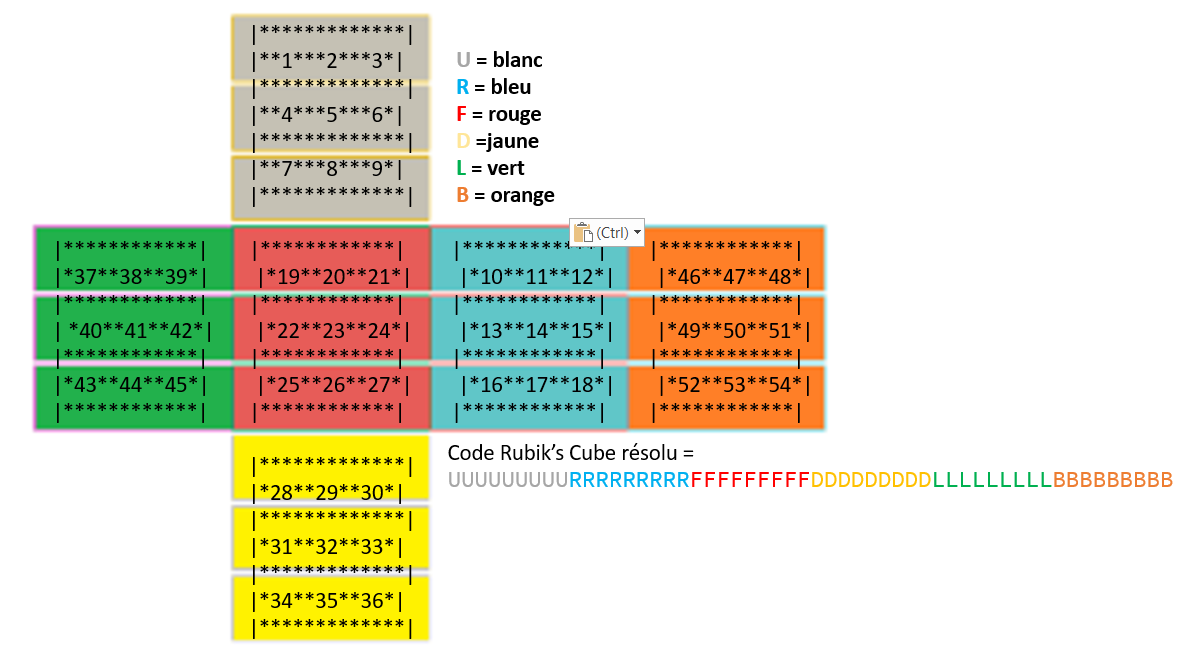 |*************|
|**1***2***3*|
|*************|
|**4***5***6*|
|*************|
|**7***8***9*|
|*************|
U = blanc
R = bleu
F = rouge
D =jaune
L = vert
B = orange
(Ctrl)
|************| |************| |************| |************|
|*37**38**39*| |*19**20**21*| |*10**11**12*| |*46**47**48*|
|************| |************| |************| |************|
| *40**41**42*| |*22**23**24*| |*13**14**15*| |*49**50**51*|
|************| |************| |************| |************|
|*43**44**45*| |*25**26**27*| |*16**17**18*| |*52**53**54*|
|************| |************| |************| |************|
|*************|
|*28**29**30*|
|*************|
|*31**32**33*|
|*************|
|*34**35**36*|
|*************|
Code Rubik’s Cube résolu =
UUUUUUUUURRRRRRRRRFFFFFFFFFDDDDDDDDDLLLLLLLLLBBBBBBBBB